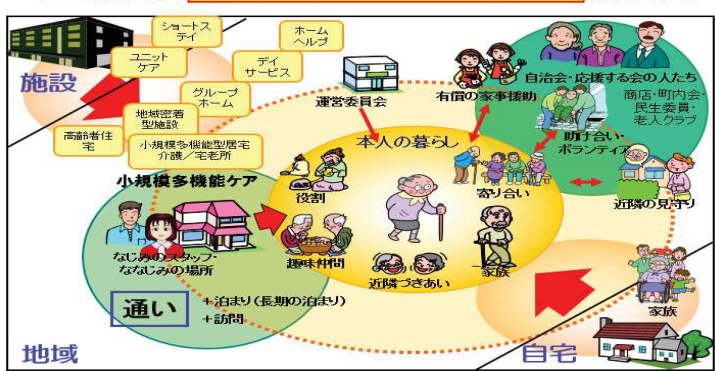 ショートス
テイ
ホーム
ヘルプ
施設
ユニット
ケア
デイ
サービス
グループ
ホーム
地域密着
型施設
高齢者住
宅
小規模多機能型居宅
介護／宅老所
運営委員会
有償の家事援助
自治会・応援する会の人たち
商店・町内会・
民生委員・
老人クラブ
助け合い・
ボランティア
本人の暮らし
小規模多機能ケア
役割
寄り合い
近隣の見守り
なじみのスタッフ・
ななじみの場所
趣味仲間
近隣づきあい
家族
通い
＋泊まり（長期の泊まり）
＋訪問
家族
地域
自宅